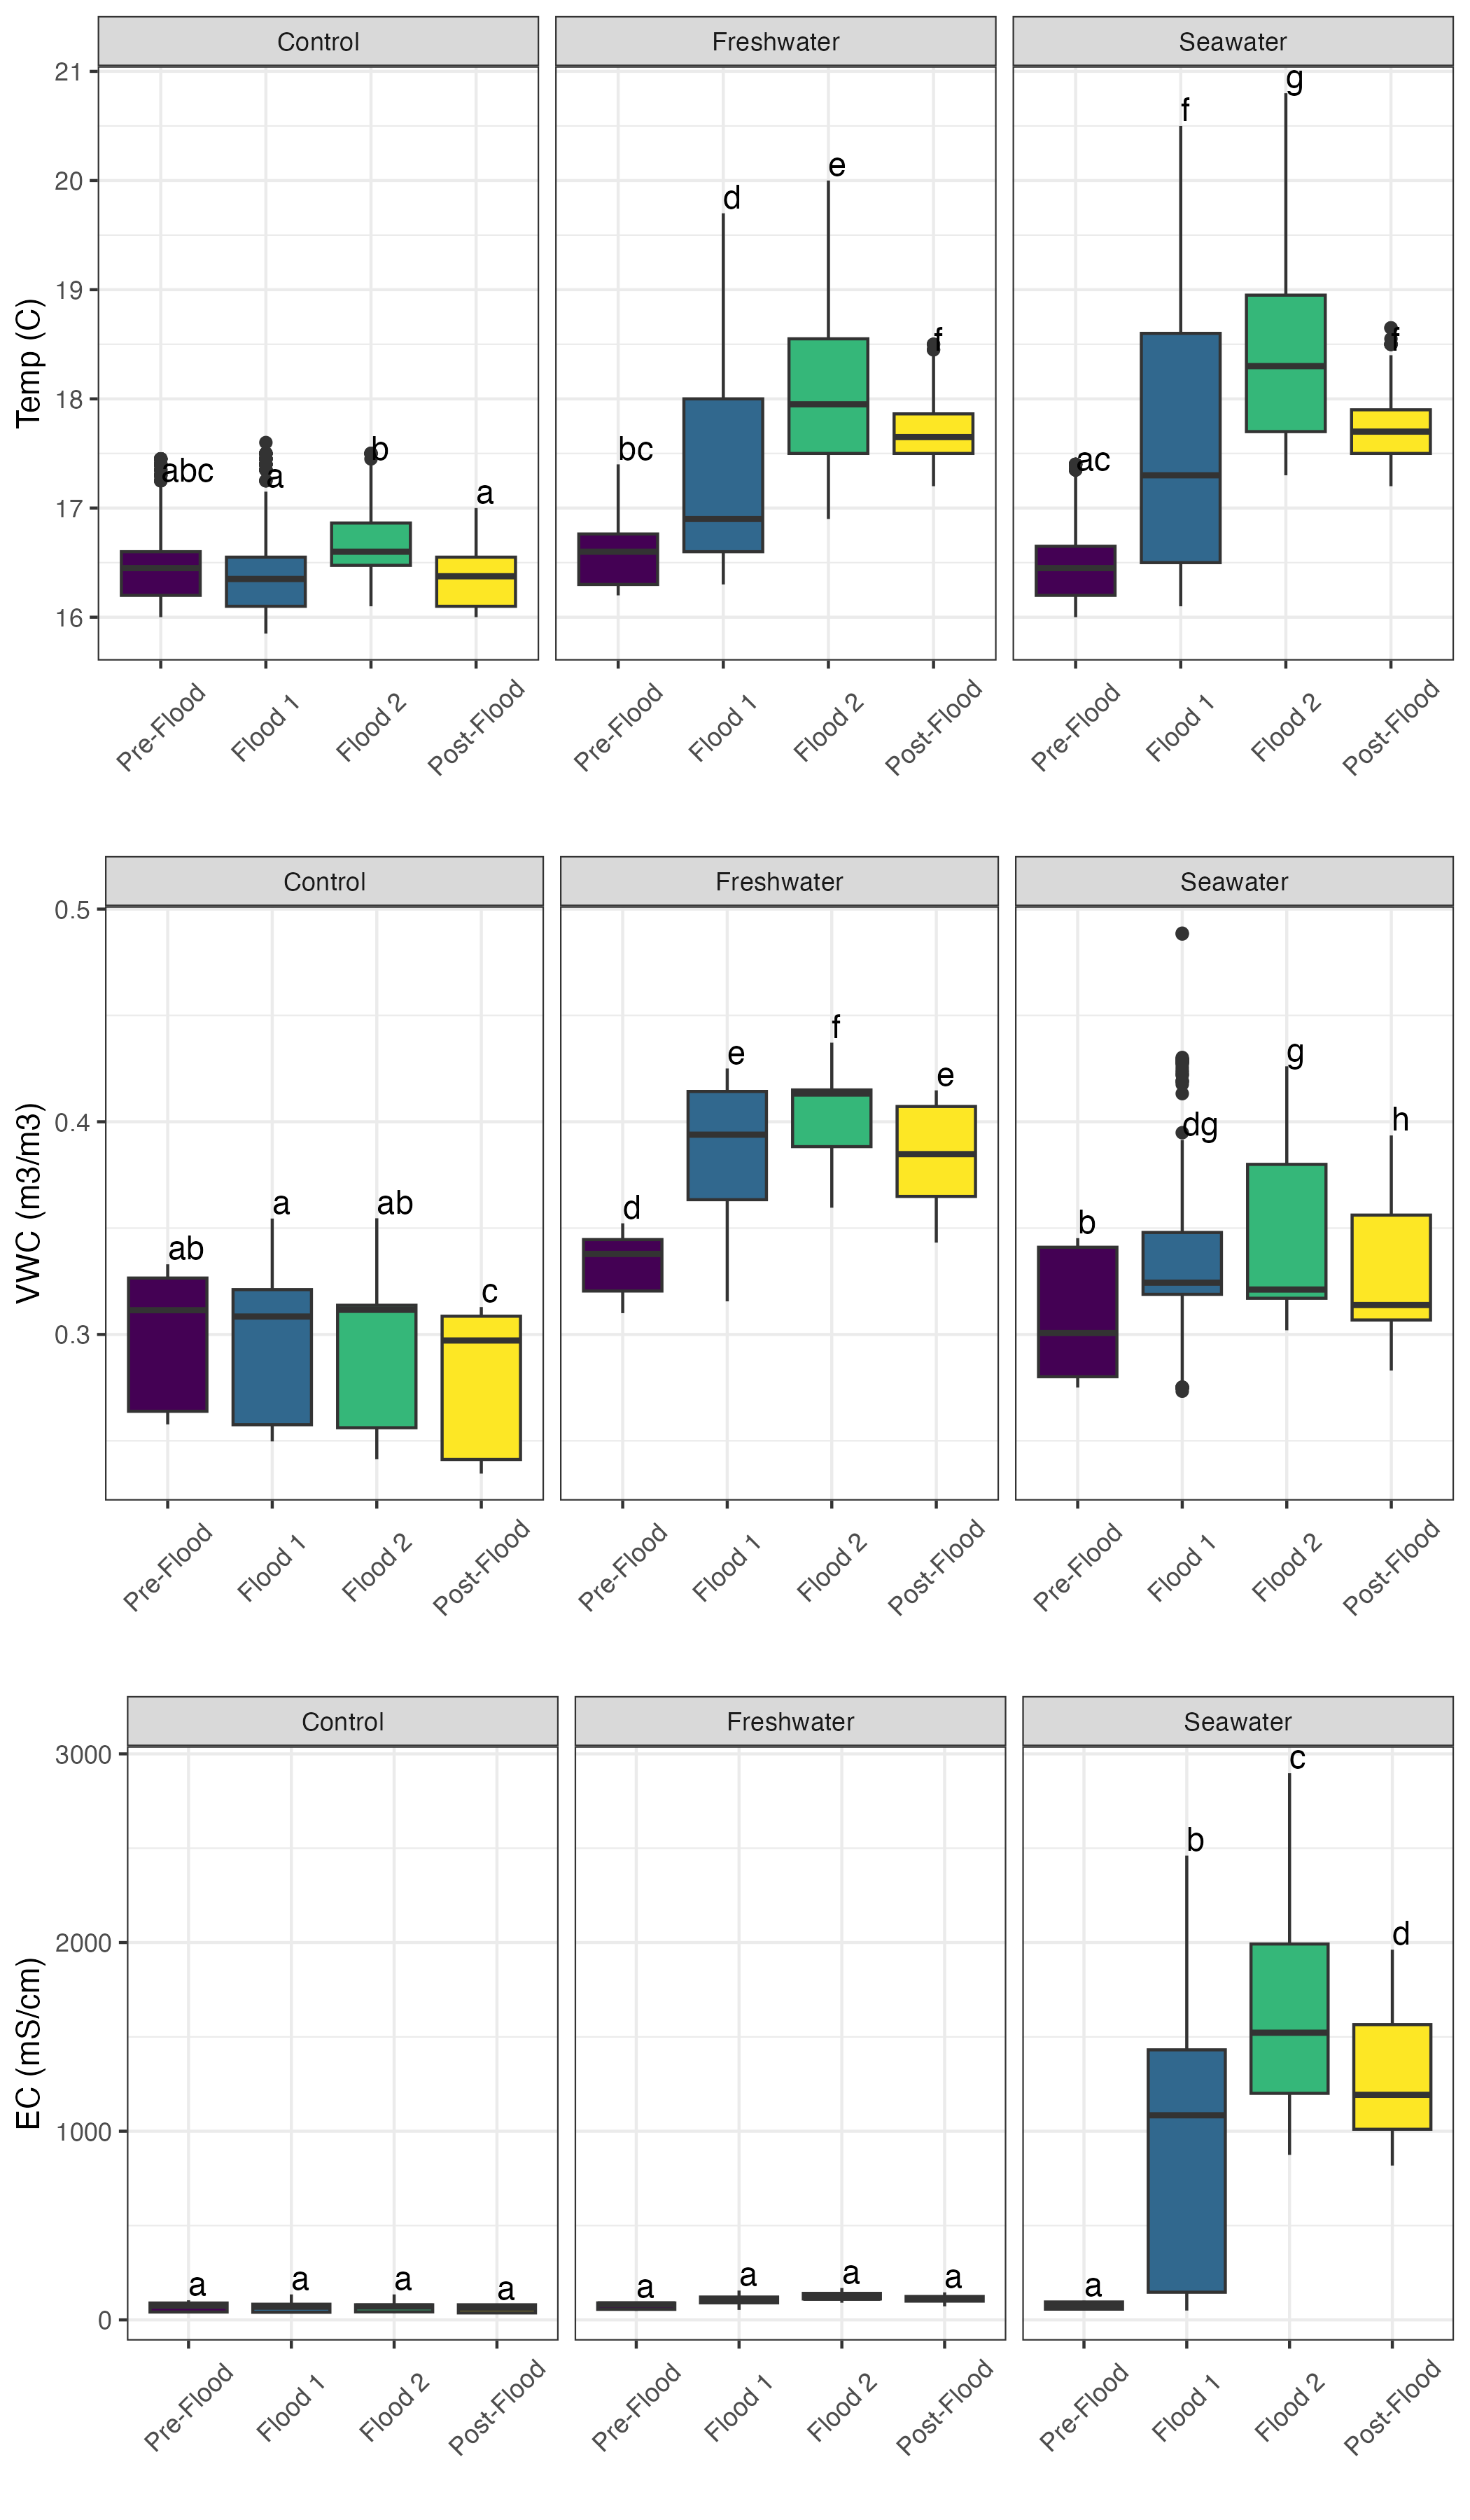 Control Freshwater Seawater
Temp (C)
21
20
19
18
17
16
abc a b a
bc d e f
ac f g f
Pre-Flood Flood 1 Flood 2 Post-Flood Pre-Flood Flood 1 Flood 2 Post-Flood Pre-Flood Flood 1 Flood 2 Post-Flood
Control Freshwater Seawater
VWC (m3/m3)
0.5
0.4
0.3
ab a ab c
d e f e
b dg g h
Pre-Flood Flood 1 Flood 2 Post-Flood Pre-Flood Flood 1 Flood 2 Post-Flood Pre-Flood Flood 1 Flood 2 Post-Flood
Control Freshwater Seawater
EC (mS/cm)
3000
2000
1000
0
a a a a
a a a a
a b c d
Pre-Flood Flood 1 Flood 2 Post-Flood Pre-Flood Flood 1 Flood 2 Post-Flood Pre-Flood Flood 1 Flood 2 Post-Flood